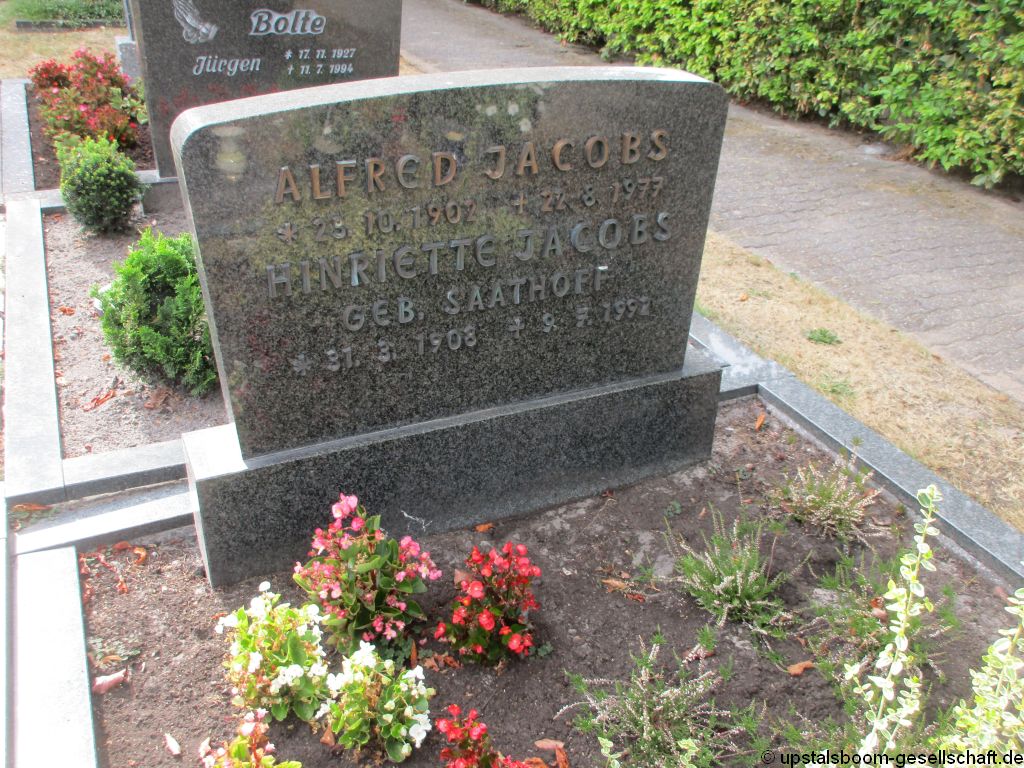 Bolte
Jürgen
* 17. 11. 1927
† 11. 7. 1994
ALFRED JACOBS
* 23. 10. 1902 † 22. 8. 1977
HINRIETTE JACOBS
GEB. SAATHOFF
* 31. 3. 1908 † 9. 7. 1992
© upstalsboom-gesellschaft.de